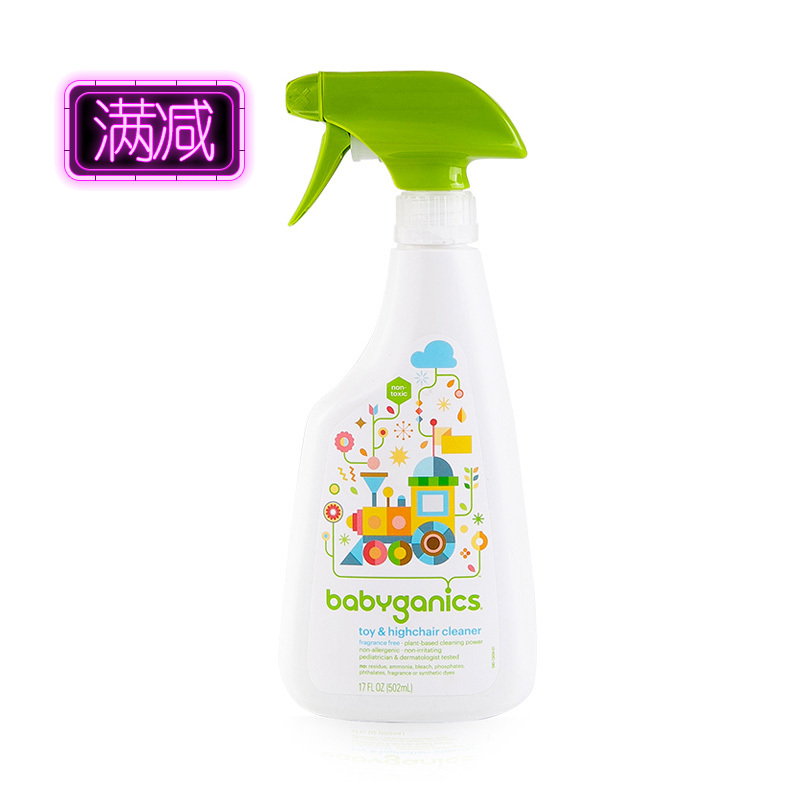 满减
non-
toxic
babyganics
toy & highchair cleaner
fragrance free · plant-based cleaning power
non-allergenic · non-irritating
pediatrician & dermatologist tested
no residue, ammonia, bleach, phosphates,
phthalates, fragrance or synthetic dyes
17 FL OZ (502mL)